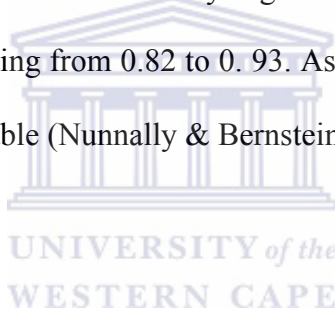 ing from 0.82 to 0. 93. As
ble (Nunnally & Bernstein
UNIVERSITY of the
WESTERN CAPE